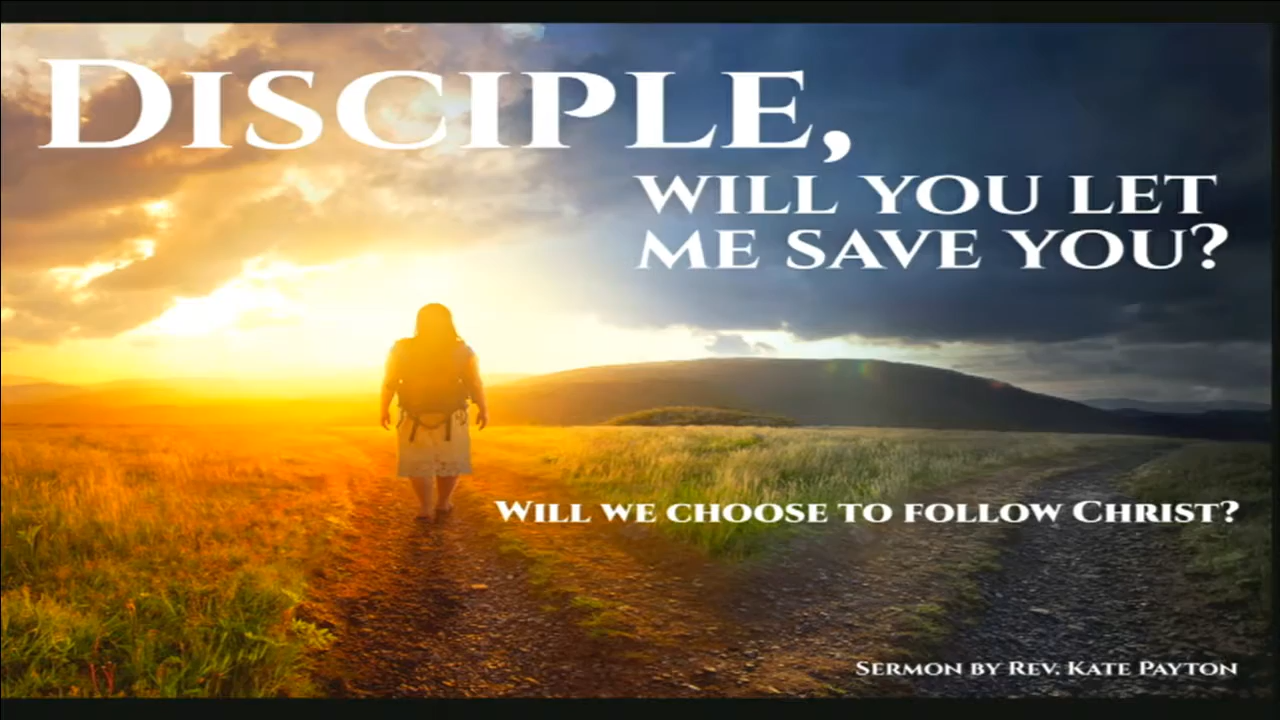 Disciple,
will you let
me save you?
Will we choose to follow Christ?
Sermon by Rev. Kate Payton